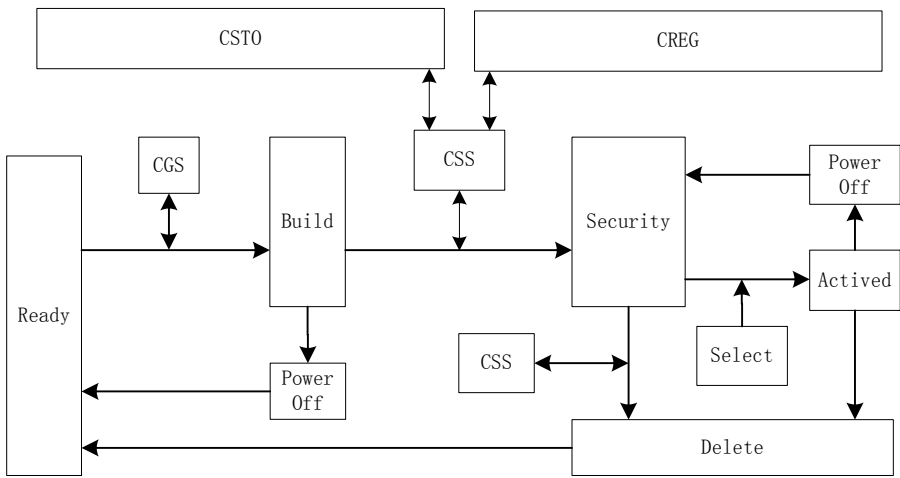 CSTO
CREG
CGS
CSS
Build
Security
Power
Off
Ready
Actived
Power
Off
CSS
Select
Delete